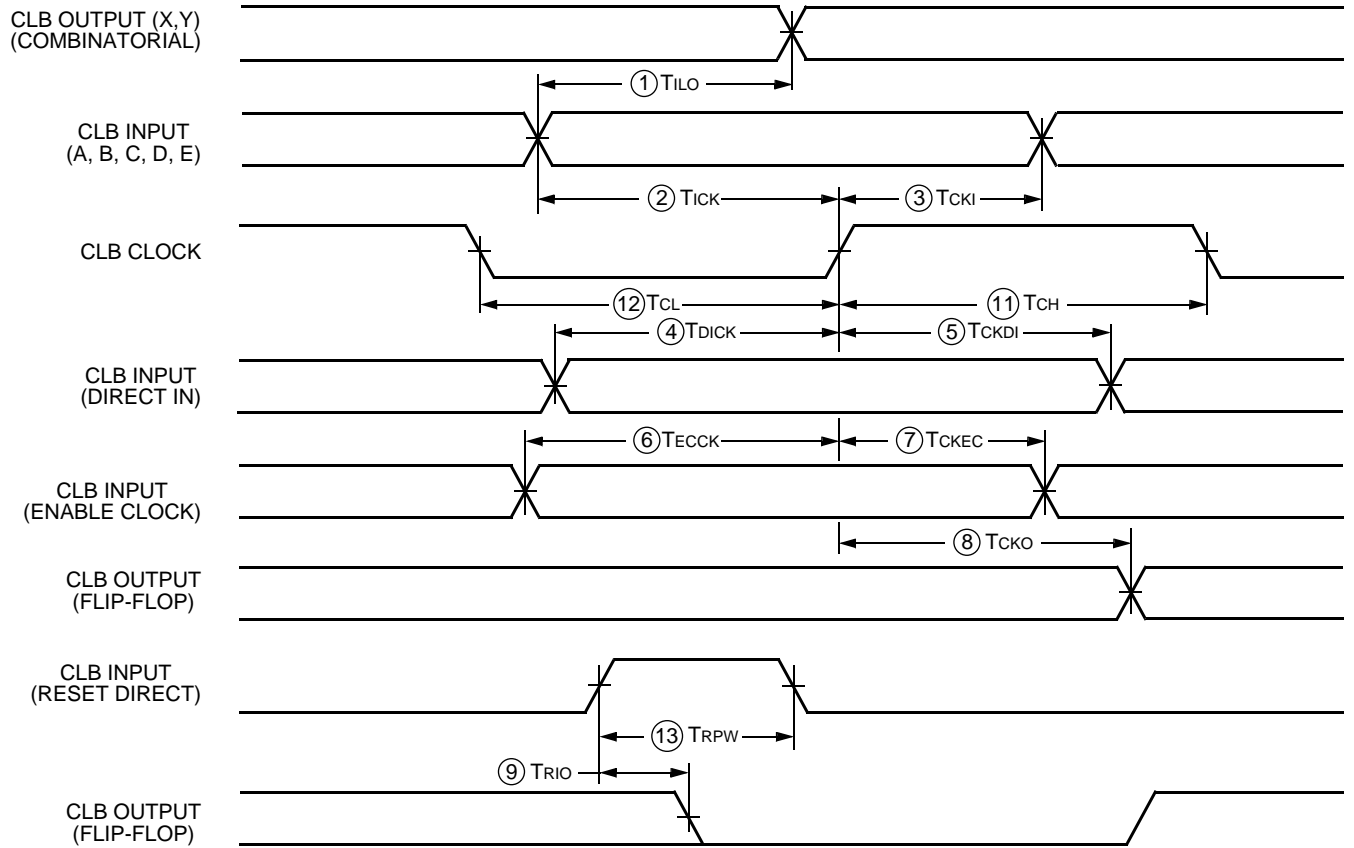 CLB OUTPUT (X,Y)
(COMBINATORIAL)
1 TILO
CLB INPUT
(A, B, C, D, E)
2 TICK
3 TCKI
CLB CLOCK
12 TCL
11 TCH
4 TDICK
5 TCKDI
CLB INPUT
(DIRECT IN)
6 TECCK
7 TCKEC
CLB INPUT
(ENABLE CLOCK)
8 TCKO
CLB OUTPUT
(FLIP-FLOP)
CLB INPUT
(RESET DIRECT)
13 TRPW
9 TRIO
CLB OUTPUT
(FLIP-FLOP)